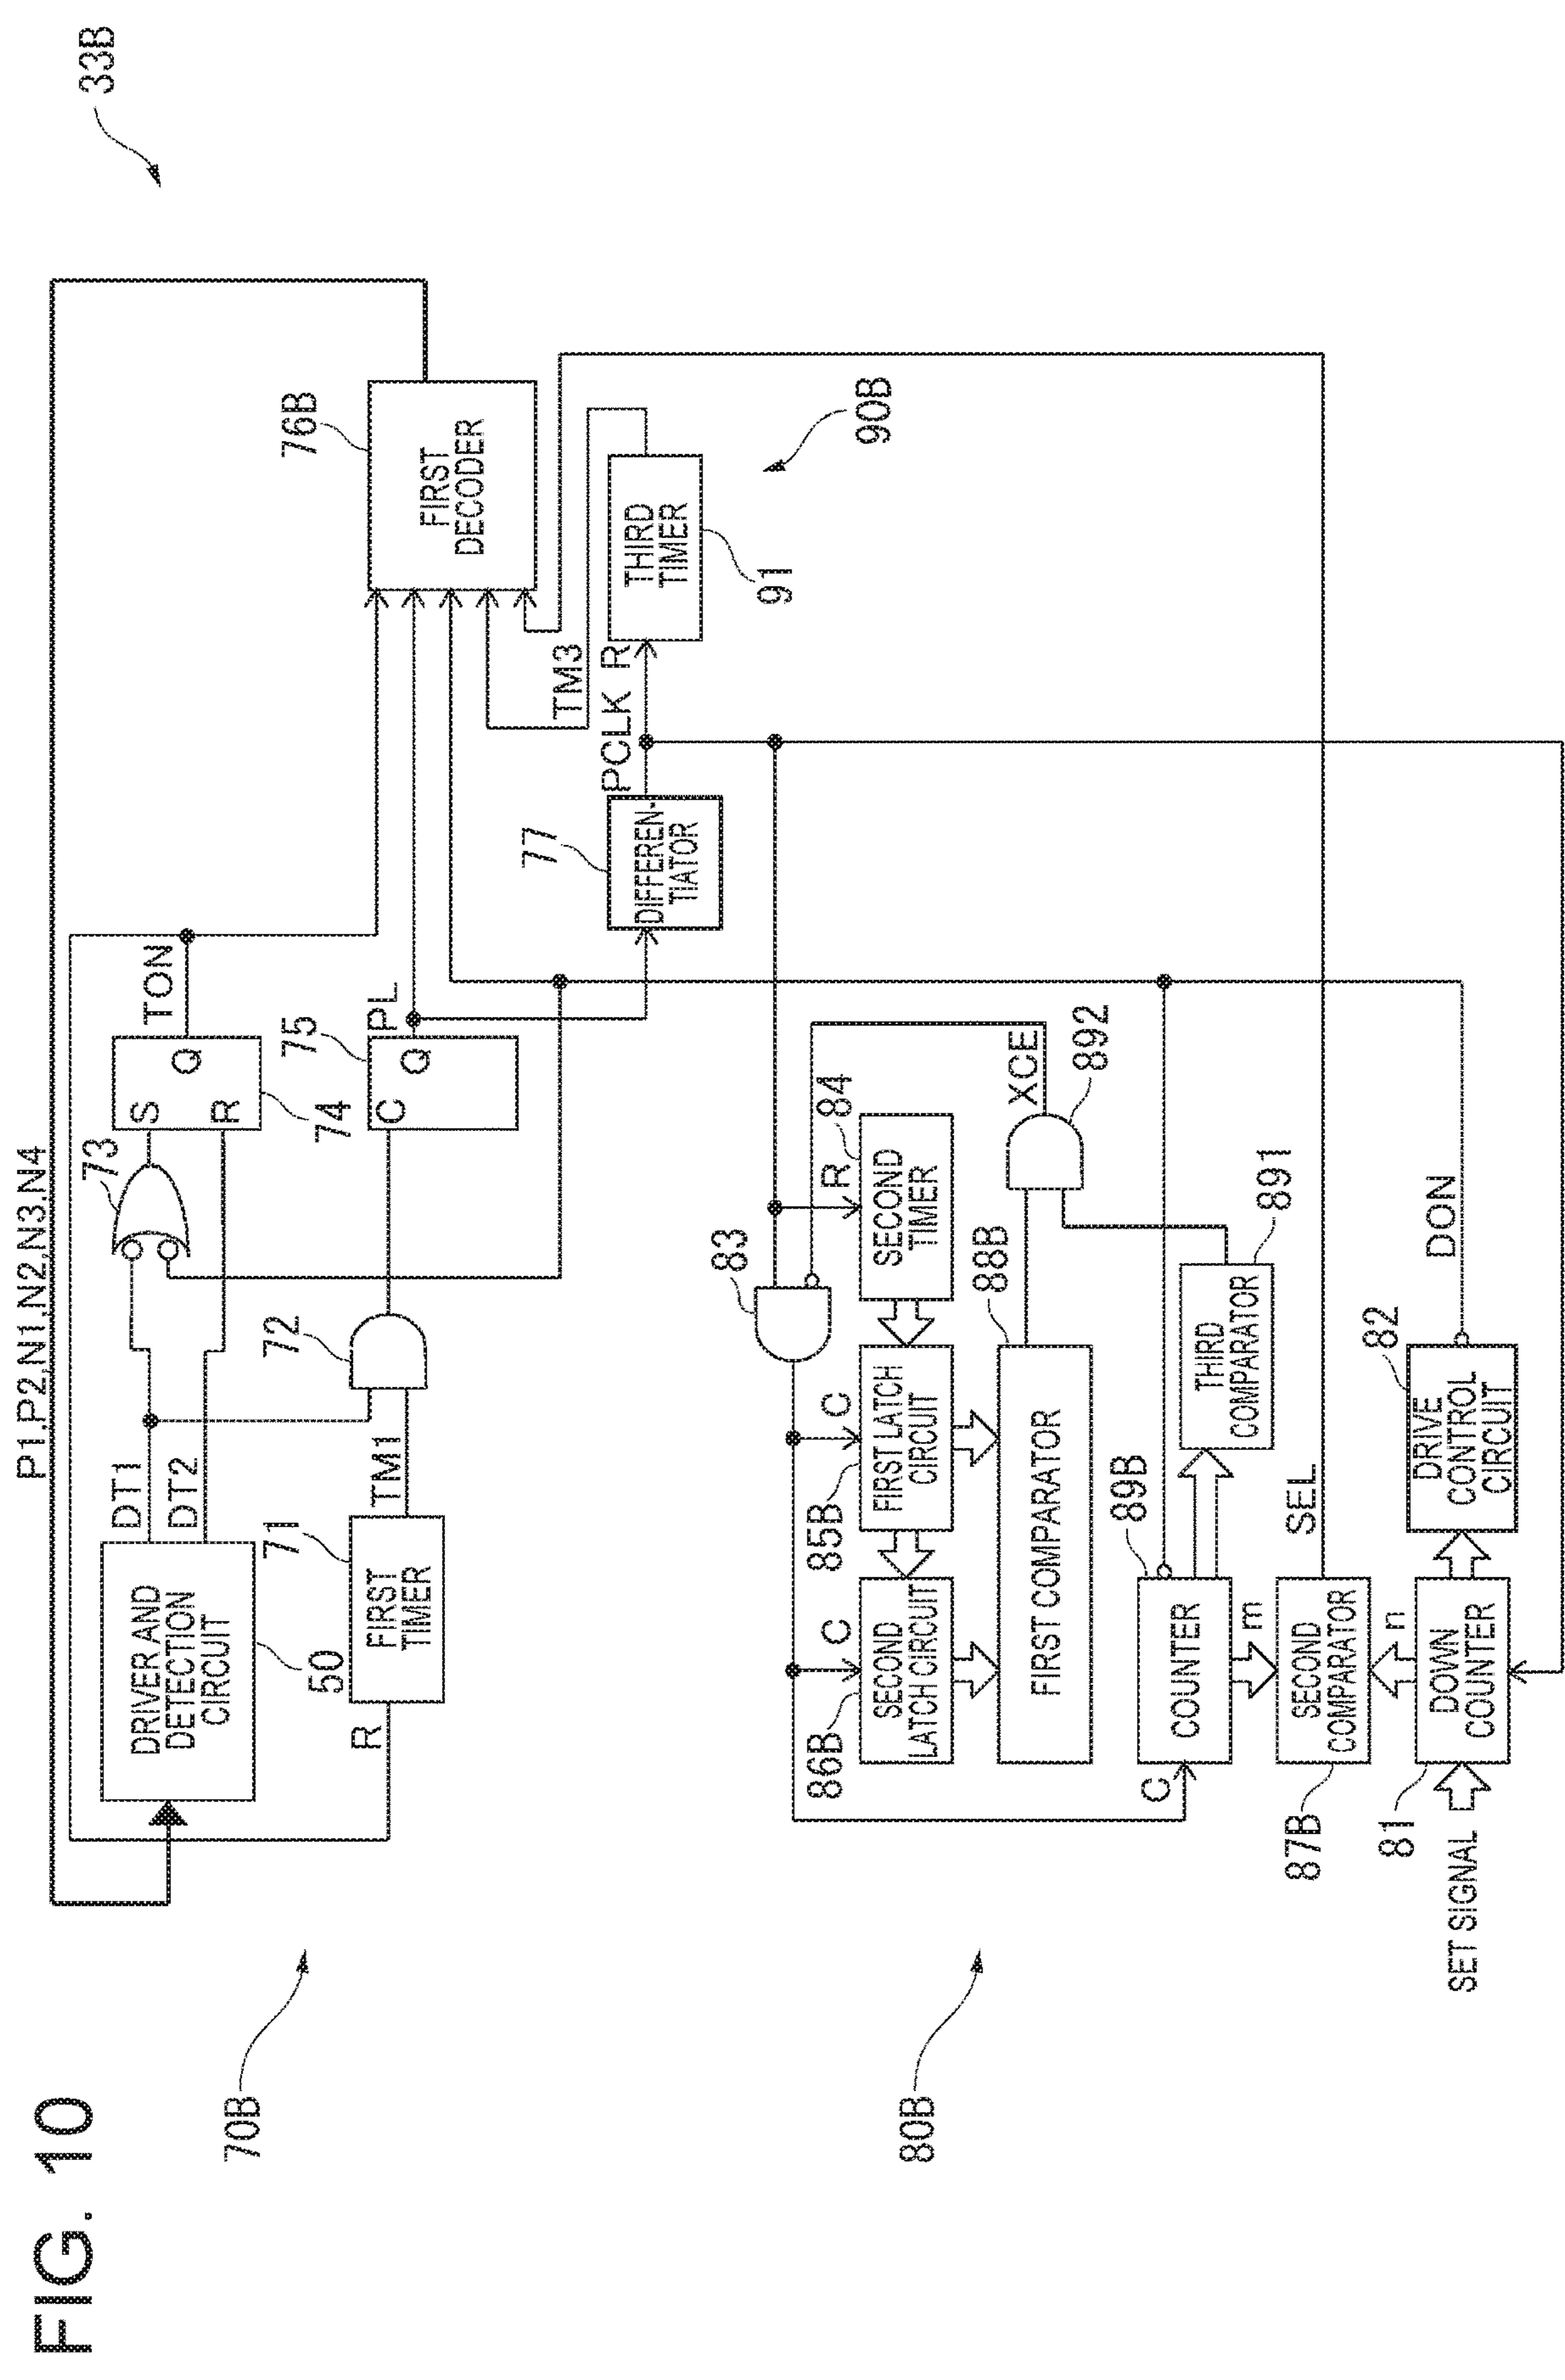 FIG. 10
33B
70B
P1,P2,N1,N2,N3,N4
DRIVER AND
DETECTION
CIRCUIT
50
DT1
DT2
73
S
R
Q
74
TON
R
FIRST
TIMER
71
TM1
72
C
Q
75
PL
76B
FIRST
DECODER
77
DIFFEREN-
TIATOR
PCLK
R
TM3
THIRD
TIMER
91
90B
80B
83
R
84
SECOND
TIMER
C
FIRST LATCH
CIRCUIT
85B
C
SECOND
LATCH CIRCUIT
86B
FIRST COMPARATOR
88B
XCE
892
C
COUNTER
89B
THIRD
COMPARATOR
891
m
SECOND
COMPARATOR
87B
SEL
n
DOWN
COUNTER
81
SET SIGNAL
DRIVE
CONTROL
CIRCUIT
82
DON